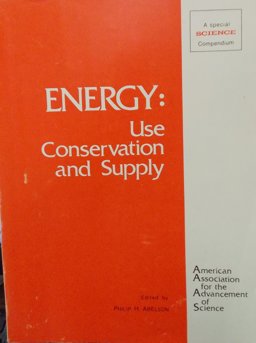 A Special
SCIENCE
Compendium
ENERGY:
Use
Conservation
and Supply
American
Association
for the
Advancement
of
Science
Edited by
PHILIP H. ABELSON